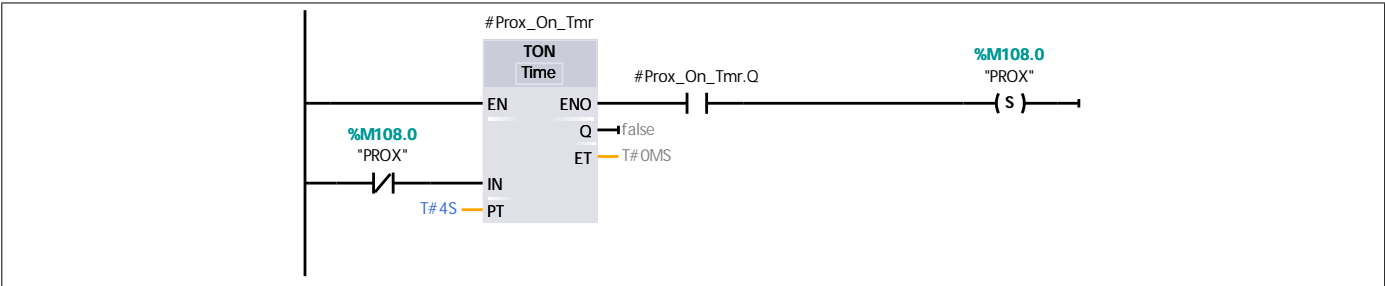 #Prox_On_Tmr
TON
Time
%M108.0
#Prox_On_Tmr.Q
"PROX"
EN ENO
S
%M108.0
Q false
"PROX"
ET T#0MS
IN
T#4S PT